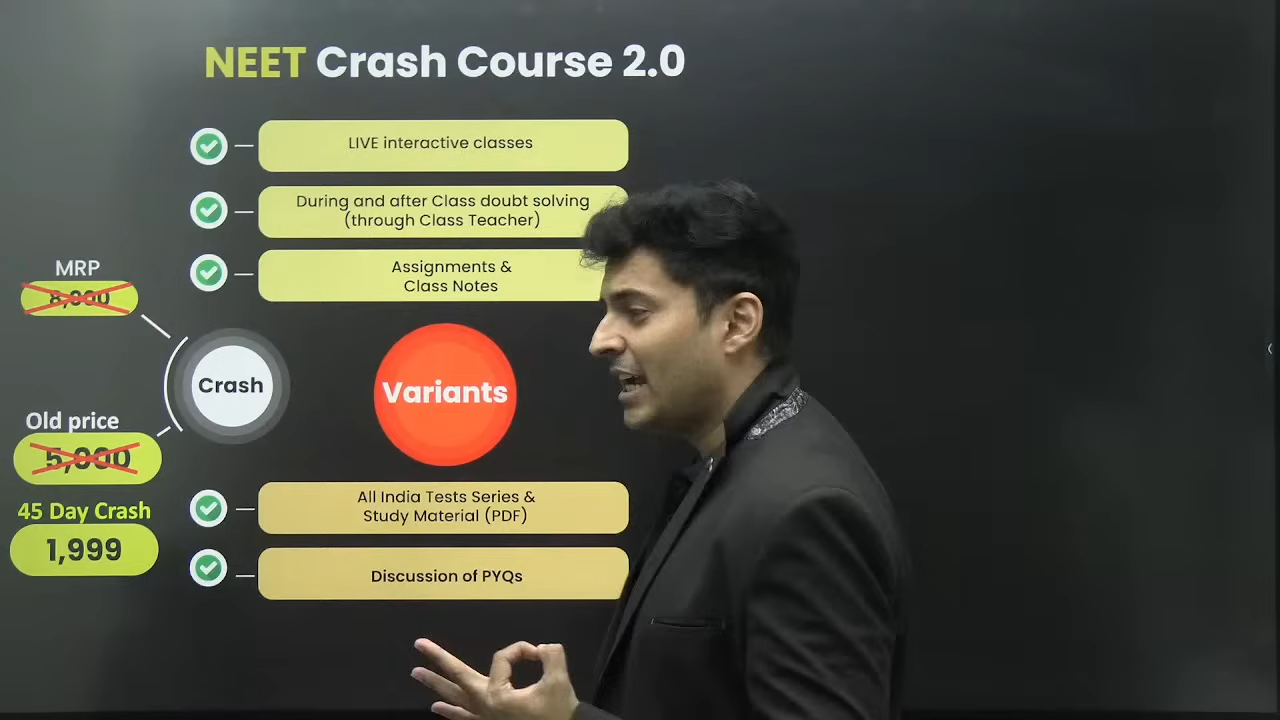 NEET Crash Course 2.0
LIVE interactive classes
During and after Class doubt solving
(through Class Teacher)
Assignments &
Class Notes
MRP
8,000
Crash
Variants
Old price
5,000
45 Day Crash
1,999
All India Tests Series &
Study Material (PDF)
Discussion of PYQs